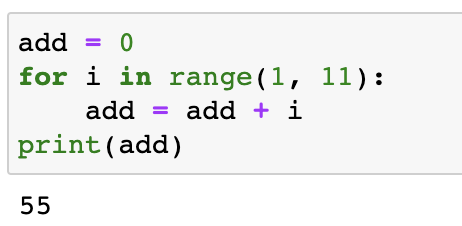 add = 0
for i in range(1, 11):
    add = add + i
print(add)
55